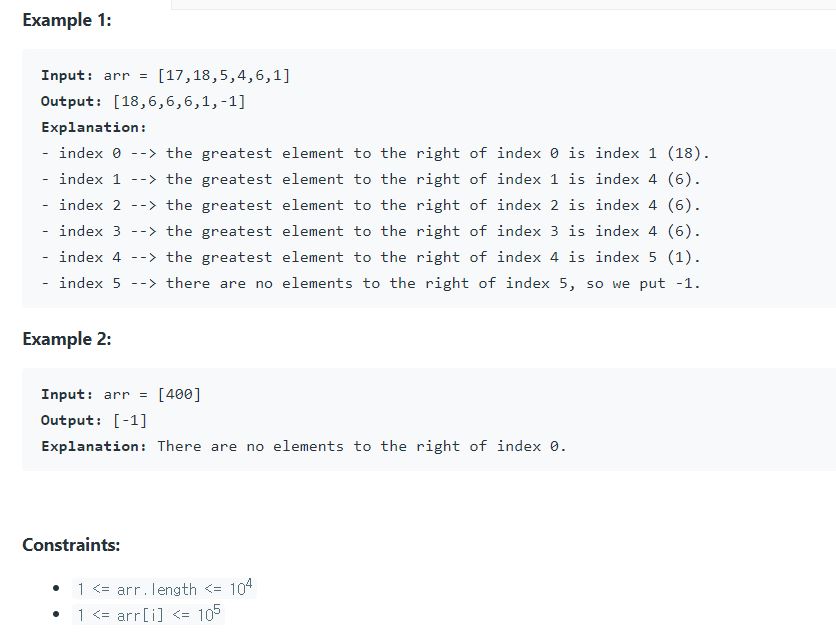 Example 1:
Input: arr = [17,18,5,4,6,1]
Output: [18,6,6,6,1,-1]
Explanation:
- index 0 --> the greatest element to the right of index 0 is index 1 (18).
- index 1 --> the greatest element to the right of index 1 is index 4 (6).
- index 2 --> the greatest element to the right of index 2 is index 4 (6).
- index 3 --> the greatest element to the right of index 3 is index 4 (6).
- index 4 --> the greatest element to the right of index 4 is index 5 (1).
- index 5 --> there are no elements to the right of index 5, so we put -1.
Example 2:
Input: arr = [400]
Output: [-1]
Explanation: There are no elements to the right of index 0.
Constraints:
• 1 <= arr.length <= 10⁴
• 1 <= arr[i] <= 10⁵